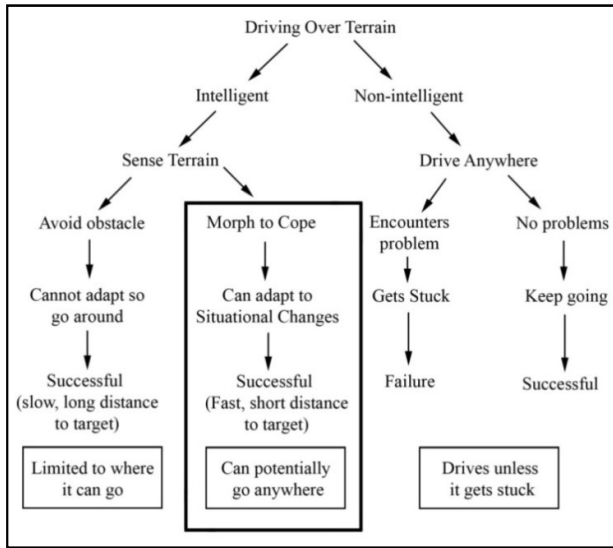 Driving Over Terrain
Intelligent
Non-intelligent
Sense Terrain
Drive Anywhere
Avoid obstacle
Morph to Cope
Encounters
problem
No problems
Cannot adapt so
go around
Can adapt to
Situational Changes
Gets Stuck
Keep going
Successful
(slow, long distance
to target)
Successful
(Fast, short distance
to target)
Failure
Successful
Limited to where
it can go
Can potentially
go anywhere
Drives unless
it gets stuck